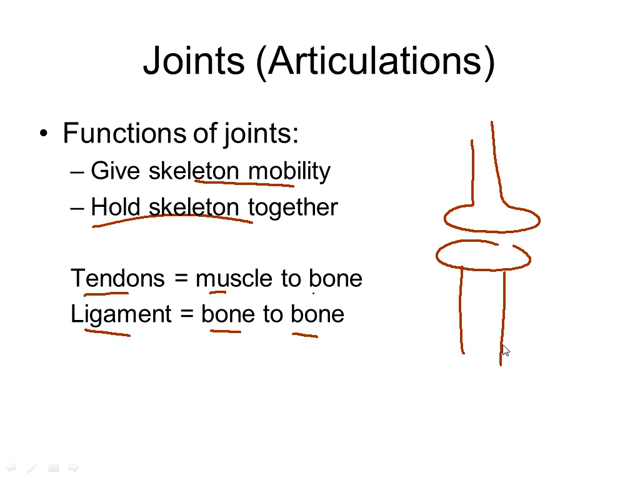 Joints (Articulations)
• Functions of joints:
– Give skeleton mobility
– Hold skeleton together
Tendons = muscle to bone
Ligament = bone to bone